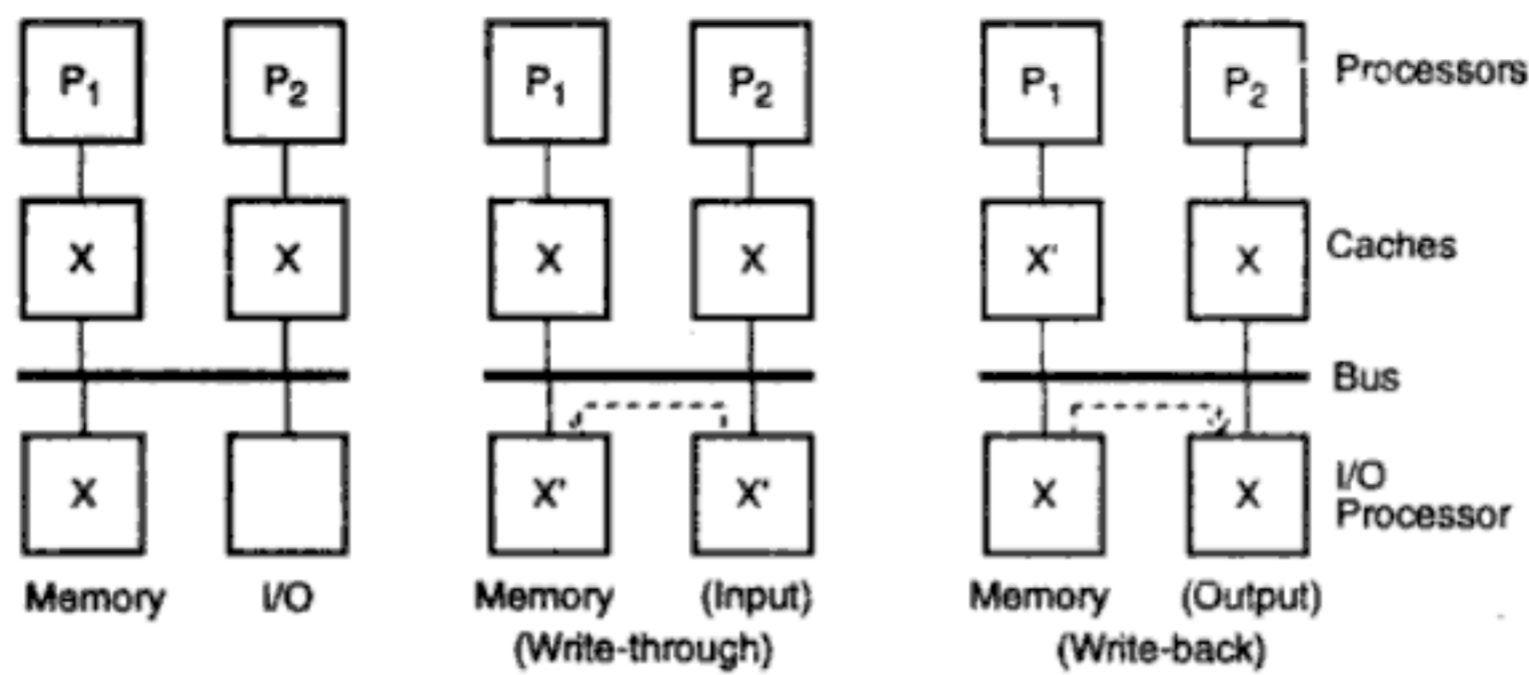 P1 P2 P1 P2 P1 P2 Processors
X X X X X' X Caches
Bus
X X' X' X X I/O
Processor
Memory I/O Memory (Input) Memory (Output)
(Write-through) (Write-back)